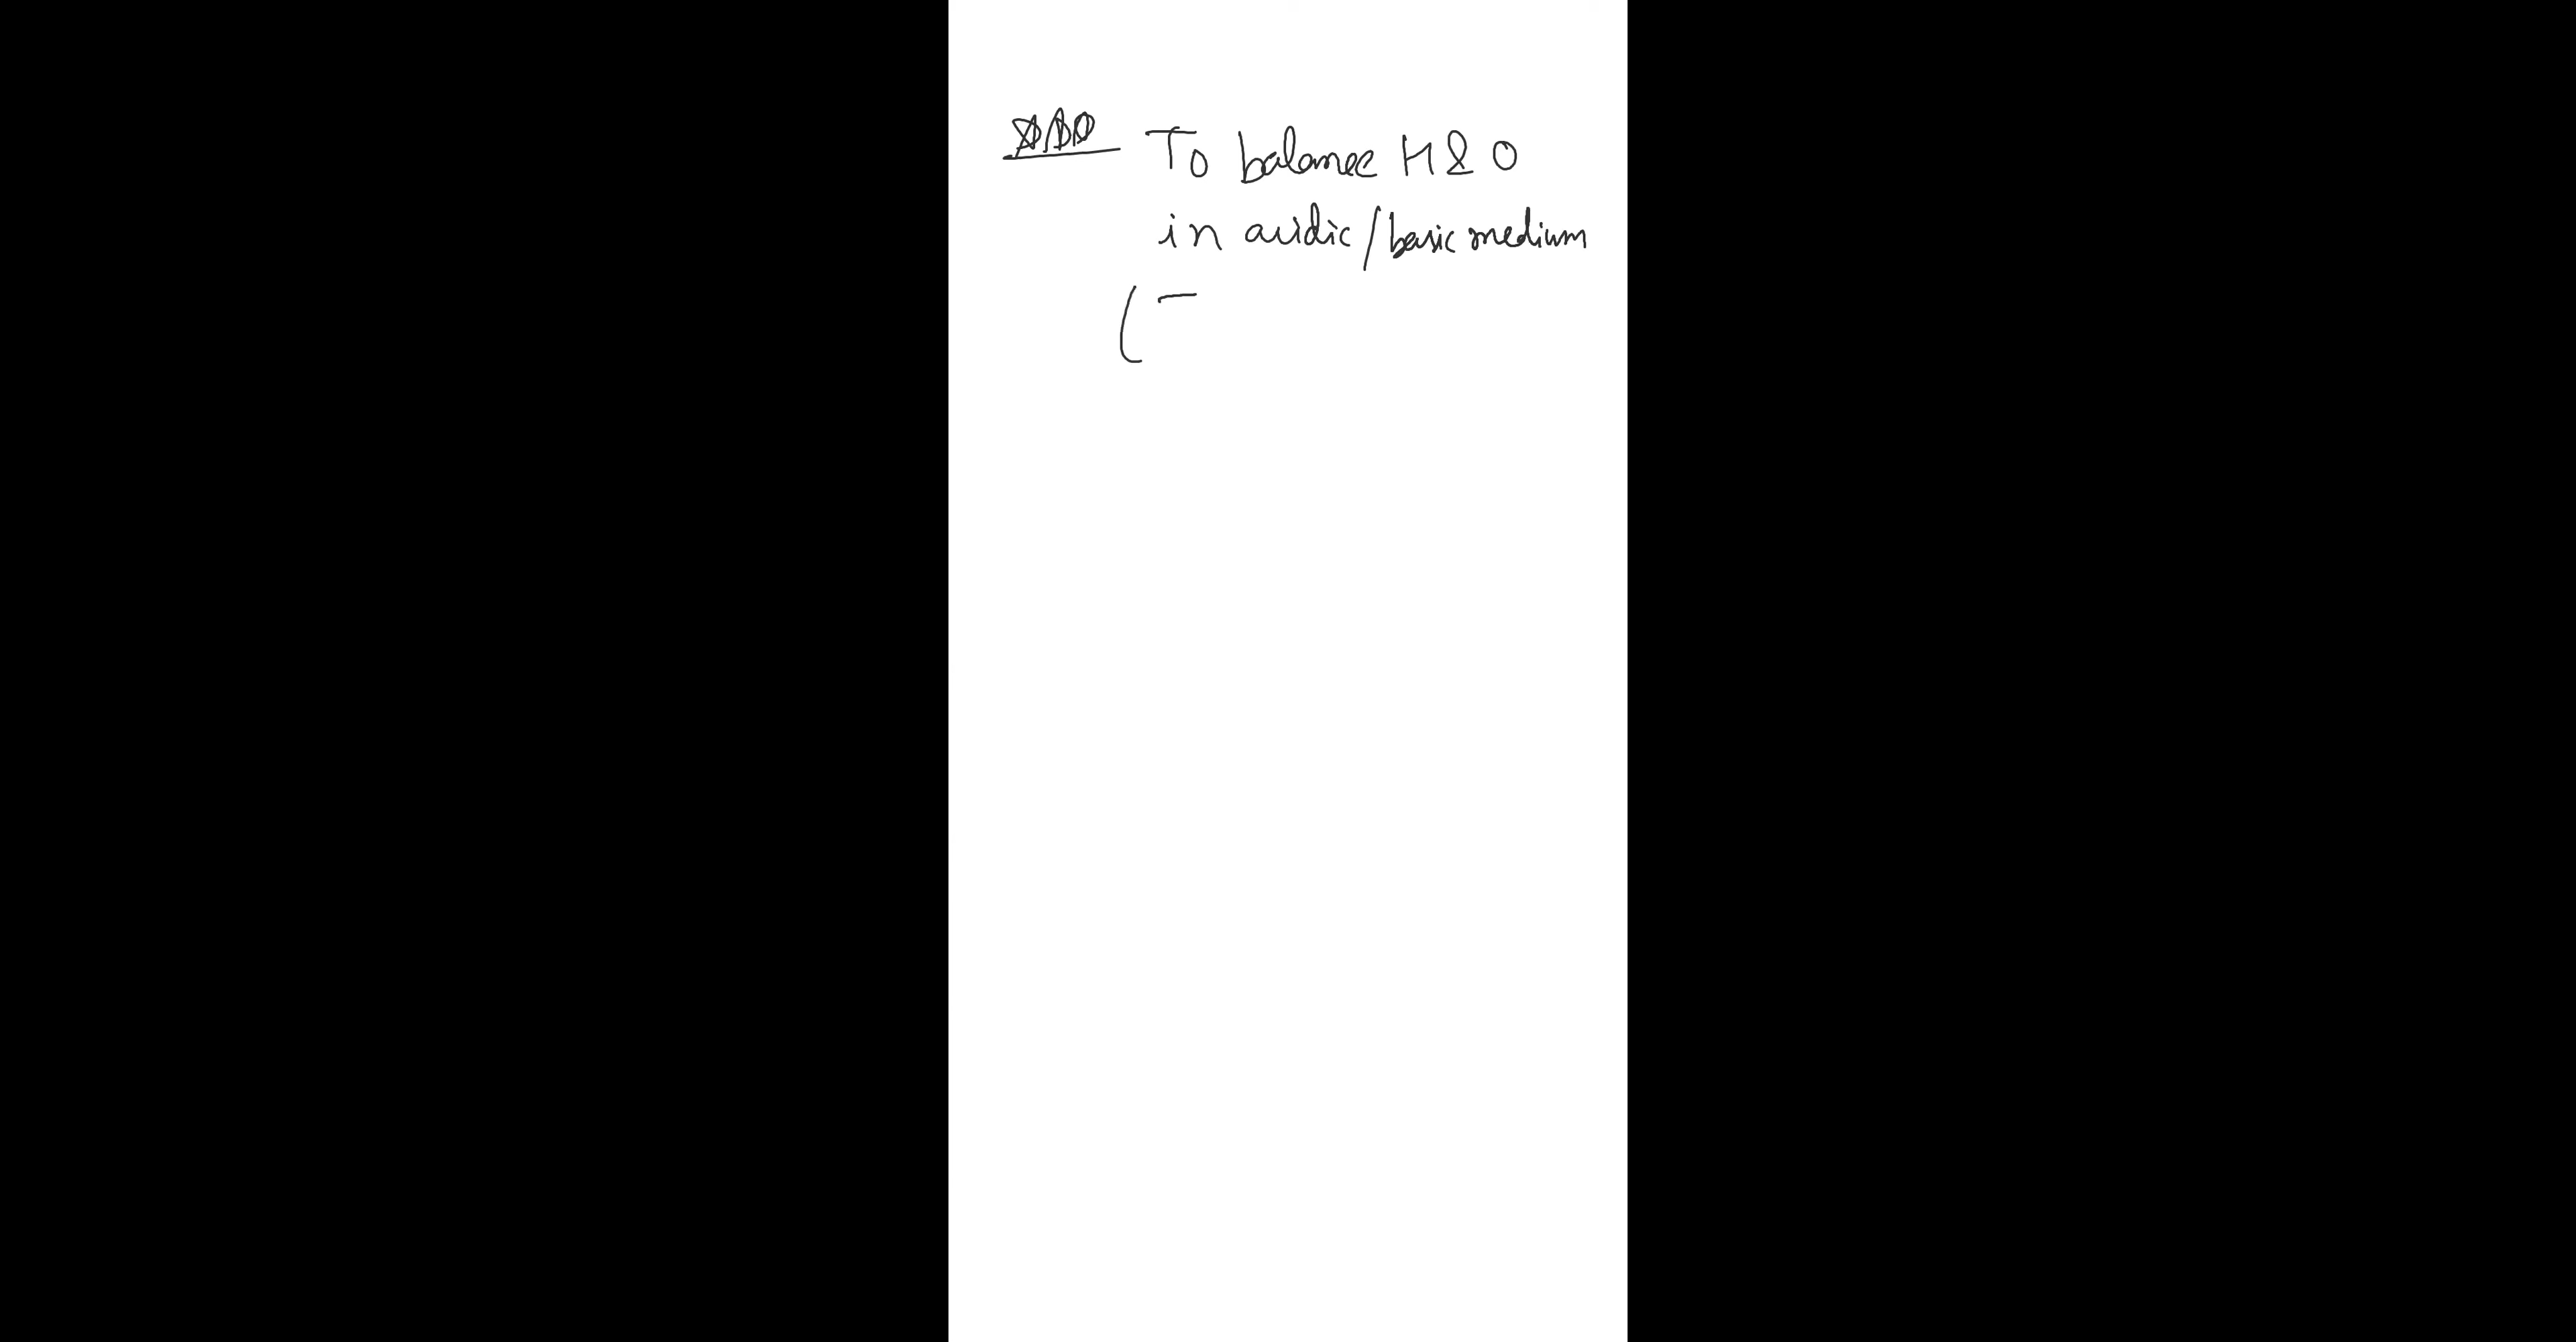 To balance H & O
in acidic/basic medium
(